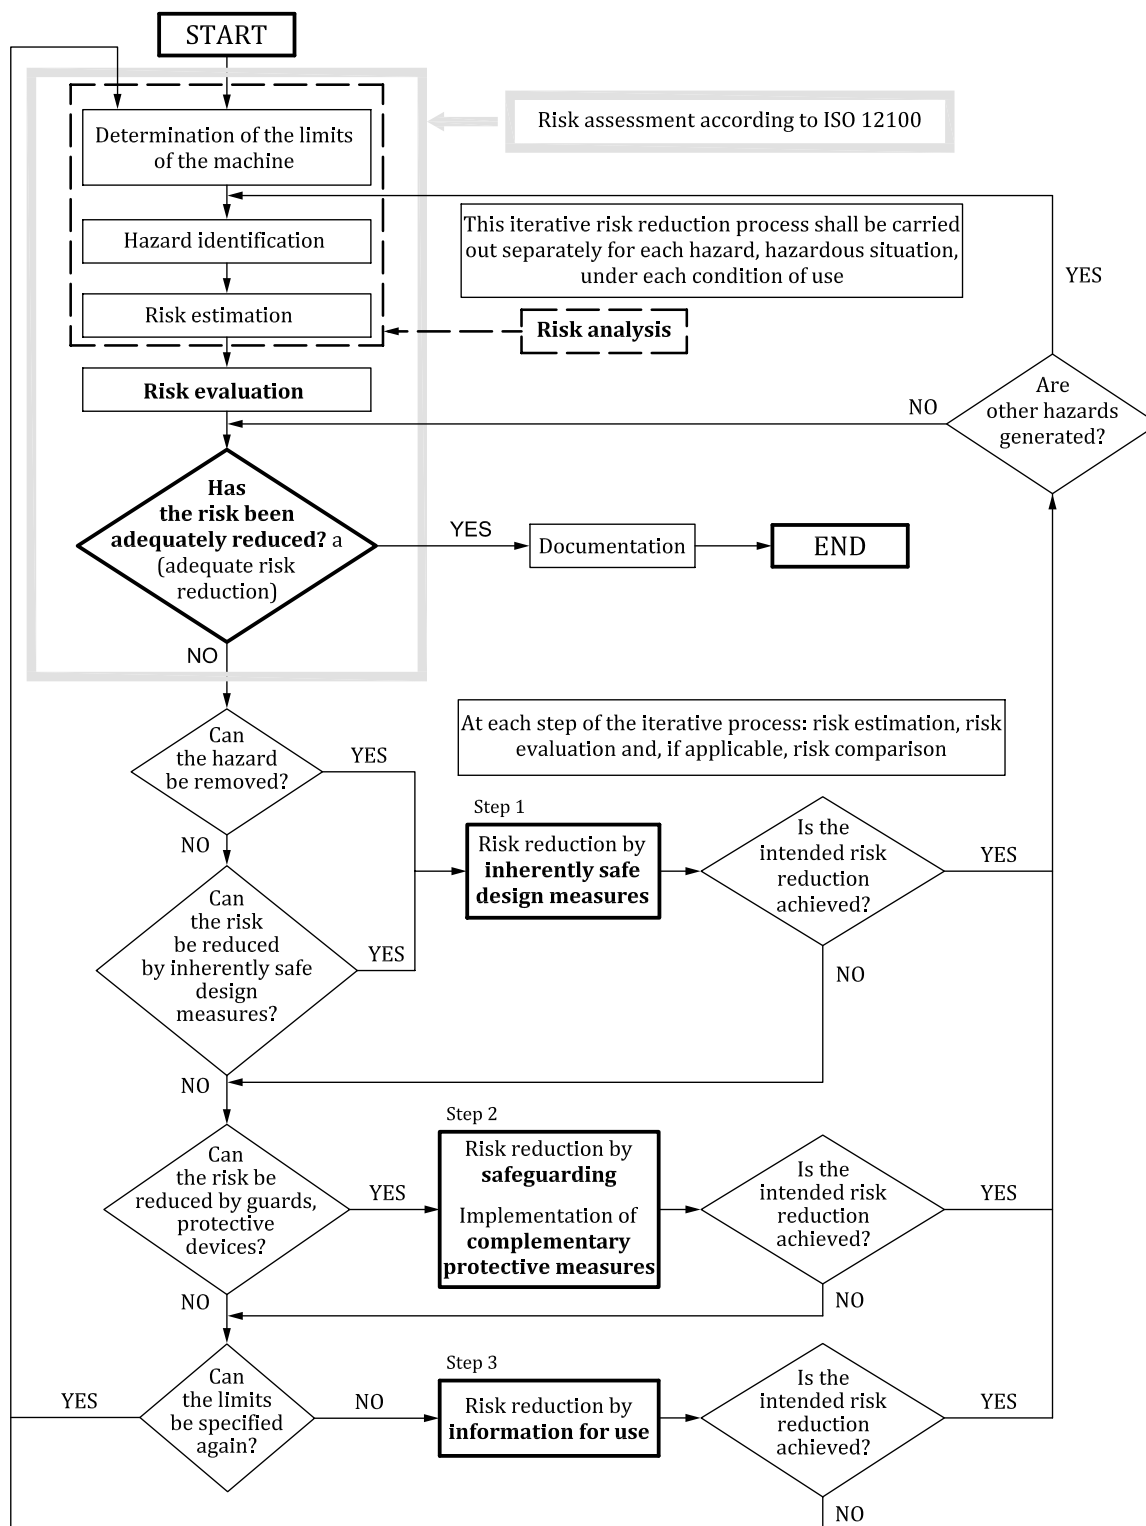 START
Risk assessment according to ISO 12100
Determination of the limits
of the machine
This iterative risk reduction process shall be carried
out separately for each hazard, hazardous situation,
under each condition of use
Hazard identification
YES
Risk estimation
Risk analysis
Risk evaluation
Are
other hazards
generated?
NO
Has
the risk been
adequately reduced? a
(adequate risk
reduction)
YES
Documentation
END
NO
At each step of the iterative process: risk estimation, risk
evaluation and, if applicable, risk comparison
Can
the hazard
be removed?
YES
NO
Step 1
Risk reduction by
inherently safe
design measures
Is the
intended risk
reduction
achieved?
YES
NO
Can
the risk
be reduced
by inherently safe
design
measures?
YES
NO
Step 2
Can
the risk be
reduced by guards,
protective
devices?
YES
Risk reduction by
safeguarding
Implementation of
complementary
protective measures
Is the
intended risk
reduction
achieved?
YES
NO
NO
Step 3
Can
the limits
be specified
again?
YES
NO
Risk reduction by
information for use
Is the
intended risk
reduction
achieved?
YES
NO